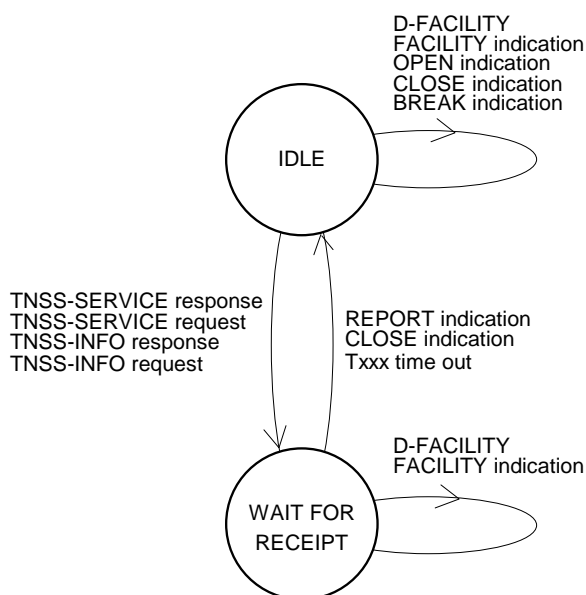 D-FACILITY
FACILITY indication
OPEN indication
CLOSE indication
BREAK indication
IDLE
TNSS-SERVICE response
TNSS-SERVICE request
TNSS-INFO response
TNSS-INFO request
REPORT indication
CLOSE indication
Txxx time out
D-FACILITY
FACILITY indication
WAIT FOR
RECEIPT